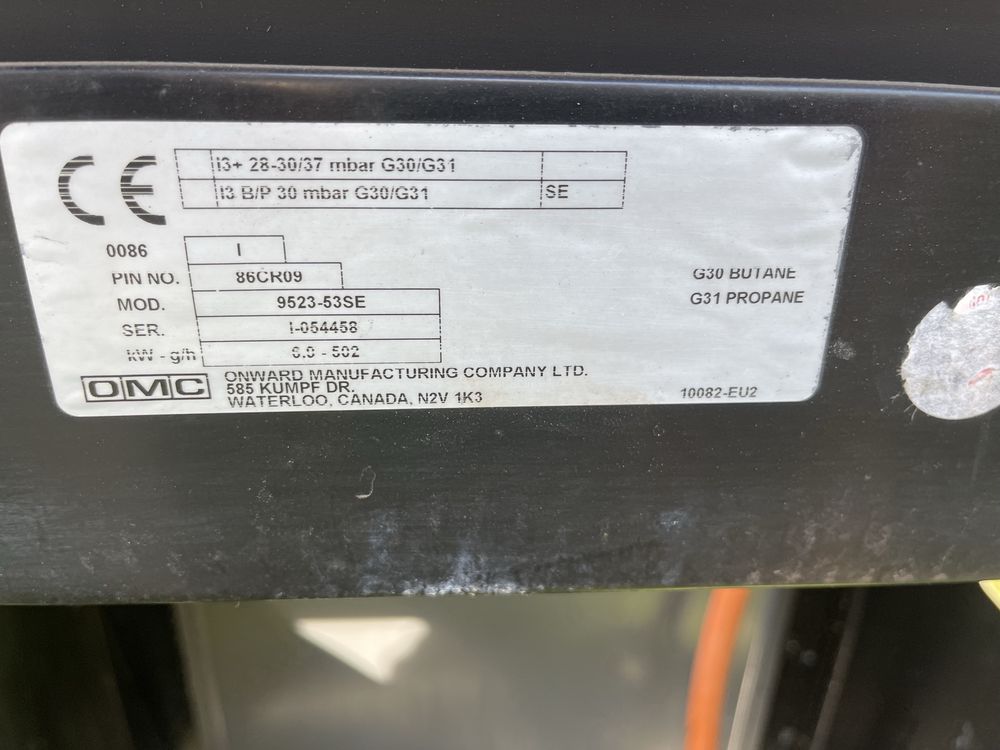 CE
I3+ 28-30/37 mbar G30/G31
I3 B/P 30 mbar G30/G31 SE
0086 I
PIN NO. 86CR09
MOD. 9523-53SE
SER. I-054458
kW - g/h - 502
G30 BUTANE
G31 PROPANE
OMC
ONWARD MANUFACTURING COMPANY LTD.
585 KUMPF DR.
WATERLOO, CANADA, N2V 1K3
10082-EU2